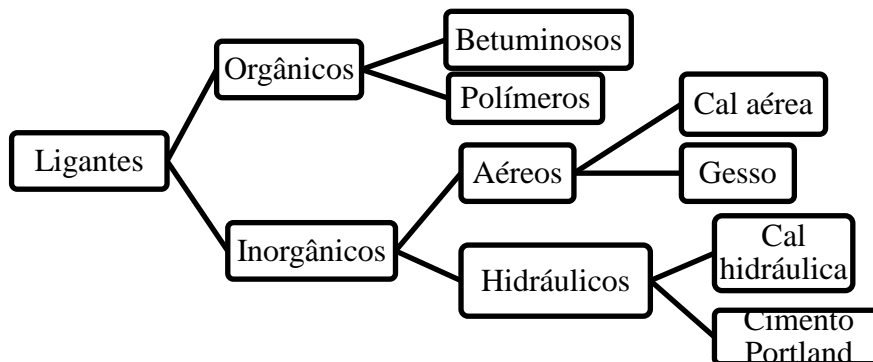 Ligantes
Orgânicos
Betuminosos
Polímeros
Inorgânicos
Aéreos
Cal aérea
Gesso
Hidráulicos
Cal
hidráulica
Cimento
Portland